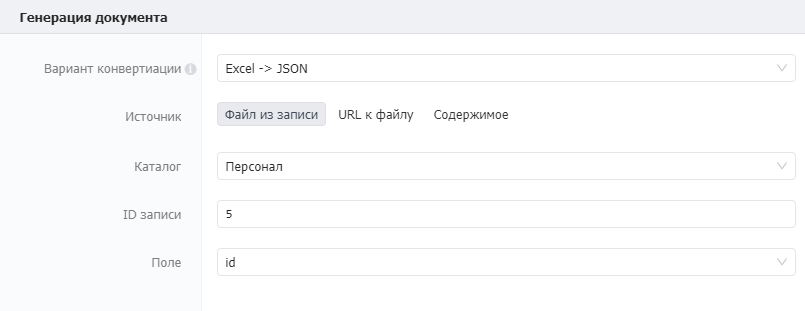 Генерация документа
Вариант конвертиации
Excel -> JSON
Источник
Файл из записи
URL к файлу
Содержимое
Каталог
Персонал
ID записи
5
Поле
id